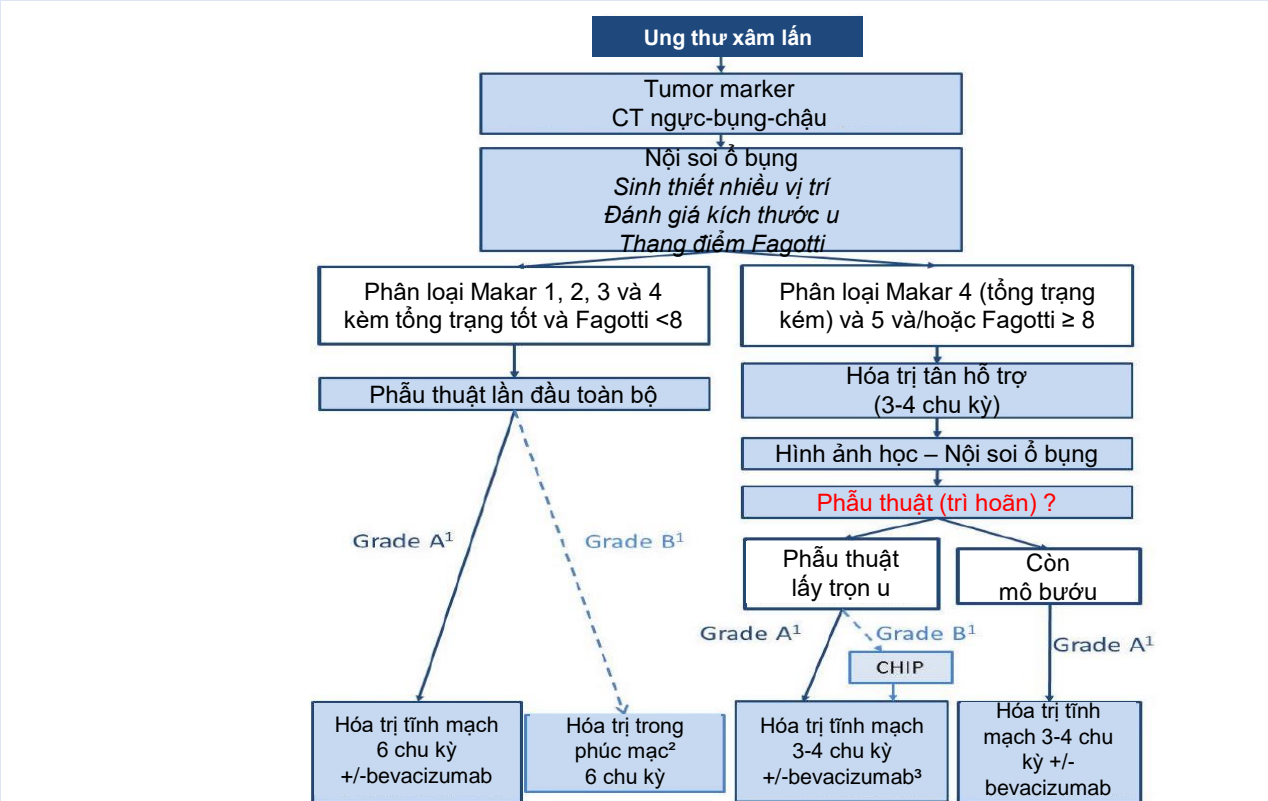 Ung thư xâm lấn
Tumor marker
CT ngực-bụng-chậu
Nội soi ổ bụng
Sinh thiết nhiều vị trí
Đánh giá kích thước u
Thang điểm Fagotti
Phân loại Makar 1, 2, 3 và 4
kèm tổng trạng tốt và Fagotti <8
Phân loại Makar 4 (tổng trạng
kém) và 5 và/hoặc Fagotti ≥ 8
Phẫu thuật lần đầu toàn bộ
Hóa trị tân hỗ trợ
(3-4 chu kỳ)
Hình ảnh học – Nội soi ổ bụng
Phẫu thuật (trì hoãn) ?
Grade A¹
Grade B¹
Phẫu thuật
lấy trọn u
Còn
mô bướu
Grade A¹
Grade B¹
Grade A¹
CHIP
Hóa trị tĩnh mạch
6 chu kỳ
+/-bevacizumab
Hóa trị trong
phúc mạc²
6 chu kỳ
Hóa trị tĩnh mạch
3-4 chu kỳ
+/-bevacizumab³
Hóa trị tĩnh
mạch 3-4 chu
kỳ +/-
bevacizumab